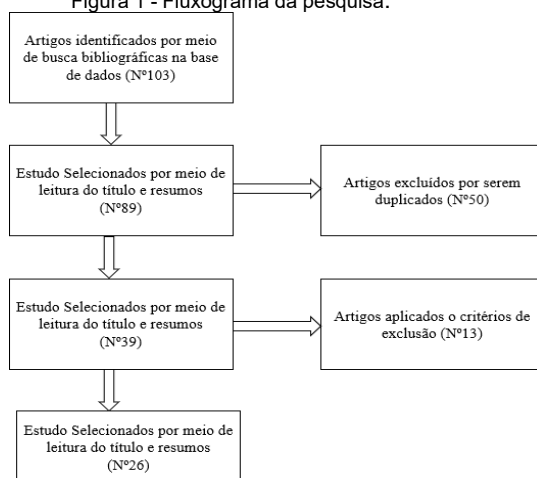 Figura 1 - Fluxograma da pesquisa.
Artigos identificados por meio
de busca bibliográficas na base
de dados (Nº103)
Estudo Selecionados por meio de
leitura do título e resumos
(Nº89)
Artigos excluídos por serem
duplicados (Nº50)
Estudo Selecionados por meio de
leitura do título e resumos
(Nº39)
Artigos aplicados o critérios de
exclusão (Nº13)
Estudo Selecionados por meio de
leitura do título e resumos
(Nº26)